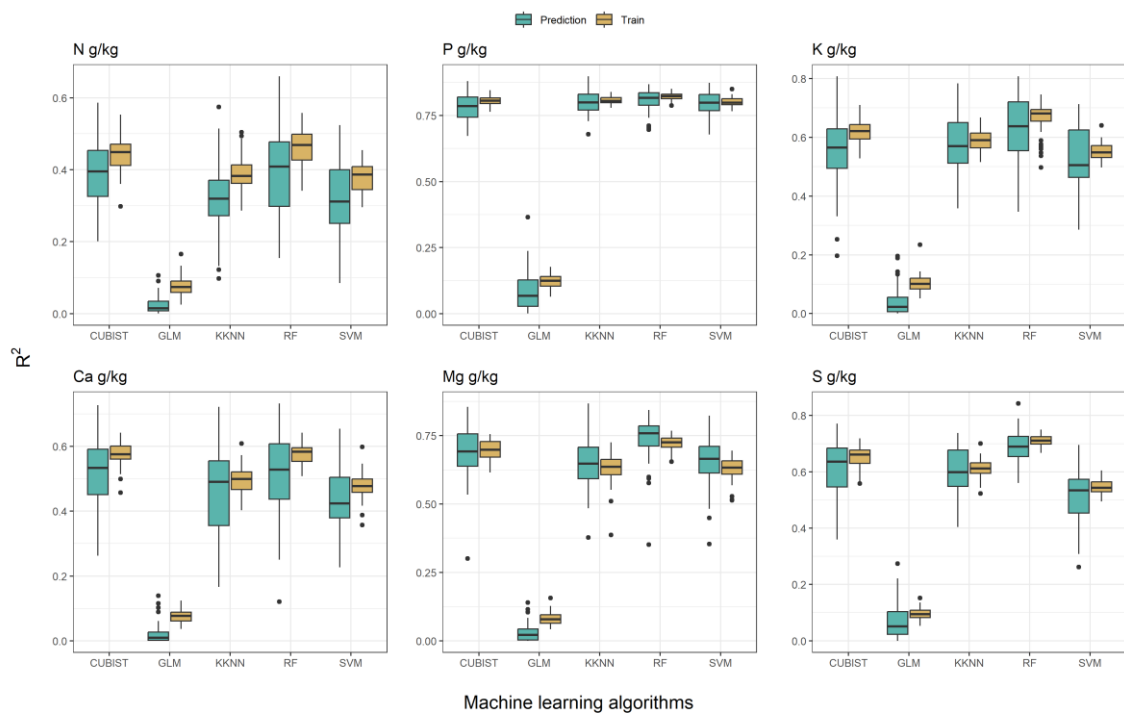 Prediction Train
N g/kg P g/kg K g/kg
0.6 0.4 0.2 0.0
0.75 0.50 0.25 0.00
0.8 0.6 0.4 0.2 0.0
CUBIST GLM KKNN RF SVM
CUBIST GLM KKNN RF SVM
CUBIST GLM KKNN RF SVM
R²
Ca g/kg Mg g/kg S g/kg
0.6 0.4 0.2 0.0
0.75 0.50 0.25 0.00
0.8 0.6 0.4 0.2 0.0
CUBIST GLM KKNN RF SVM
CUBIST GLM KKNN RF SVM
CUBIST GLM KKNN RF SVM
Machine learning algorithms